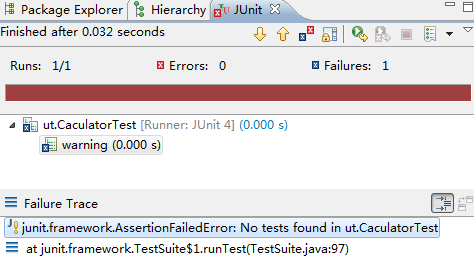 Package Explorer Hierarchy JUnit
Finished after 0.032 seconds
Runs: 1/1 Errors: 0 Failures: 1
ut.CaculatorTest [Runner: JUnit 4] (0.000 s)
warning (0.000 s)
Failure Trace
junit.framework.AssertionFailedError: No tests found in ut.CaculatorTest
at junit.framework.TestSuite$1.runTest(TestSuite.java:97)